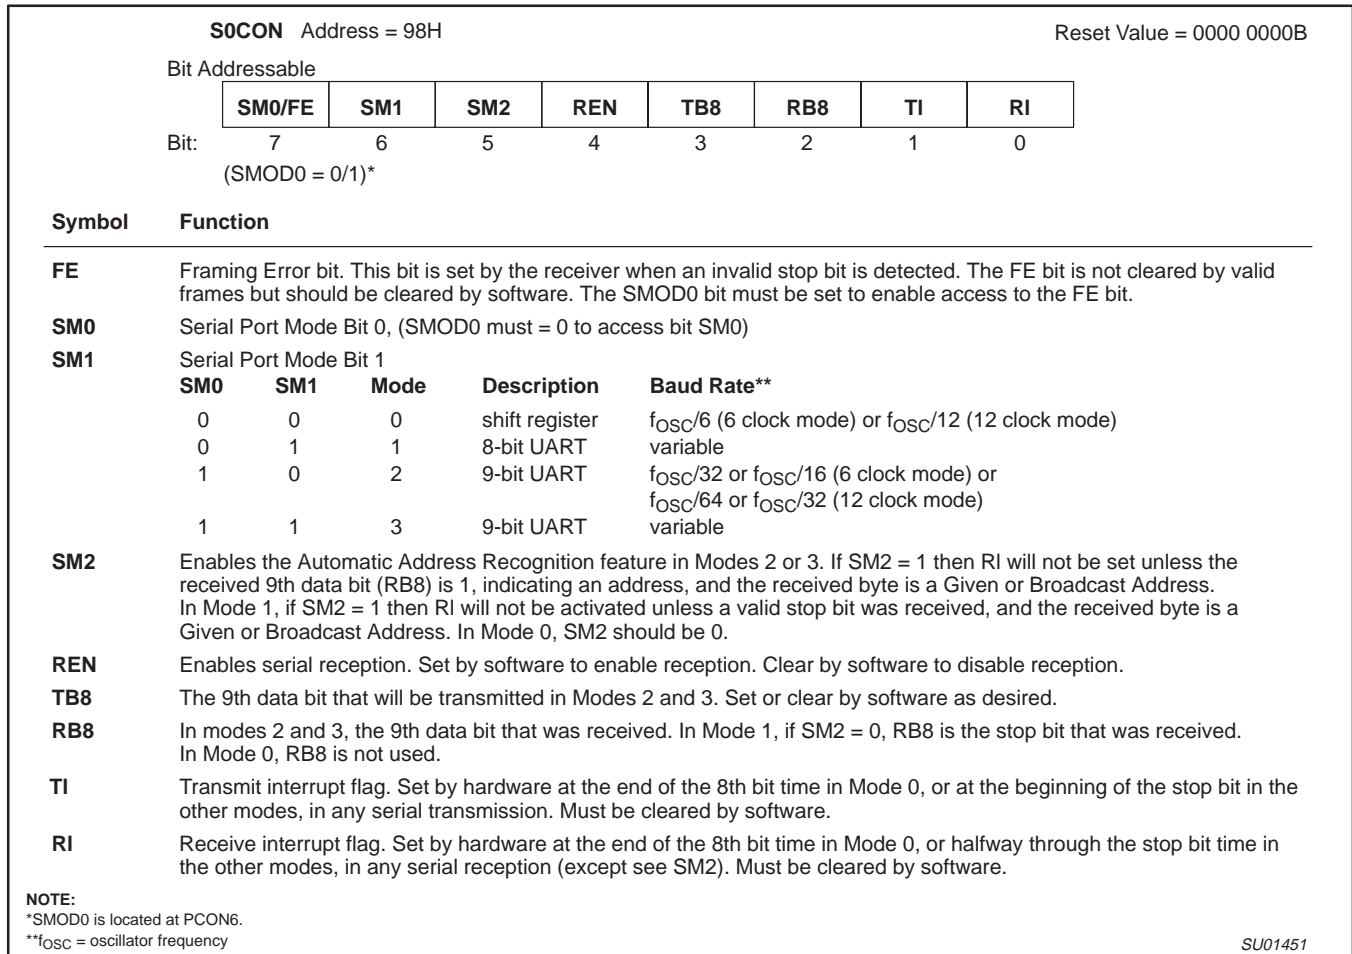 S0CON Address = 98H Reset Value = 0000 0000B
Bit Addressable
SM0/FE SM1 SM2 REN TB8 RB8 TI RI
Bit: 7 6 5 4 3 2 1 0
(SMOD0 = 0/1)*
Symbol Function
FE Framing Error bit. This bit is set by the receiver when an invalid stop bit is detected. The FE bit is not cleared by valid
frames but should be cleared by software. The SMOD0 bit must be set to enable access to the FE bit.
SM0 Serial Port Mode Bit 0, (SMOD0 must = 0 to access bit SM0)
SM1 Serial Port Mode Bit 1
SM0 SM1 Mode Description Baud Rate**
0 0 0 shift register fOSC/6 (6 clock mode) or fOSC/12 (12 clock mode)
0 1 1 8-bit UART variable
1 0 2 9-bit UART fOSC/32 or fOSC/16 (6 clock mode) or
fOSC/64 or fOSC/32 (12 clock mode)
1 1 3 9-bit UART variable
SM2 Enables the Automatic Address Recognition feature in Modes 2 or 3. If SM2 = 1 then RI will not be set unless the
received 9th data bit (RB8) is 1, indicating an address, and the received byte is a Given or Broadcast Address.
In Mode 1, if SM2 = 1 then RI will not be activated unless a valid stop bit was received, and the received byte is a
Given or Broadcast Address. In Mode 0, SM2 should be 0.
REN Enables serial reception. Set by software to enable reception. Clear by software to disable reception.
TB8 The 9th data bit that will be transmitted in Modes 2 and 3. Set or clear by software as desired.
RB8 In modes 2 and 3, the 9th data bit that was received. In Mode 1, if SM2 = 0, RB8 is the stop bit that was received.
In Mode 0, RB8 is not used.
TI Transmit interrupt flag. Set by hardware at the end of the 8th bit time in Mode 0, or at the beginning of the stop bit in the
other modes, in any serial transmission. Must be cleared by software.
RI Receive interrupt flag. Set by hardware at the end of the 8th bit time in Mode 0, or halfway through the stop bit time in
the other modes, in any serial reception (except see SM2). Must be cleared by software.
NOTE:
*SMOD0 is located at PCON6.
**fOSC = oscillator frequency SU01451